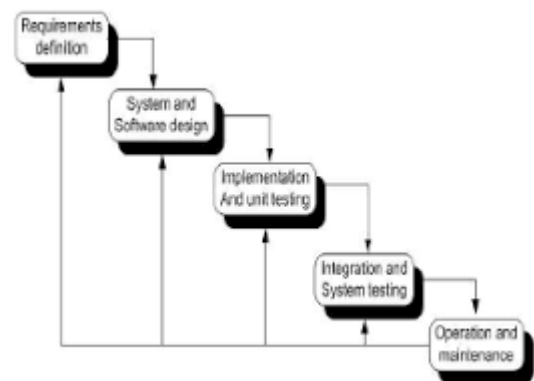 Requirements
definition
System and
Software design
Implementation
And unit testing
Integration and
System testing
Operation and
maintenance